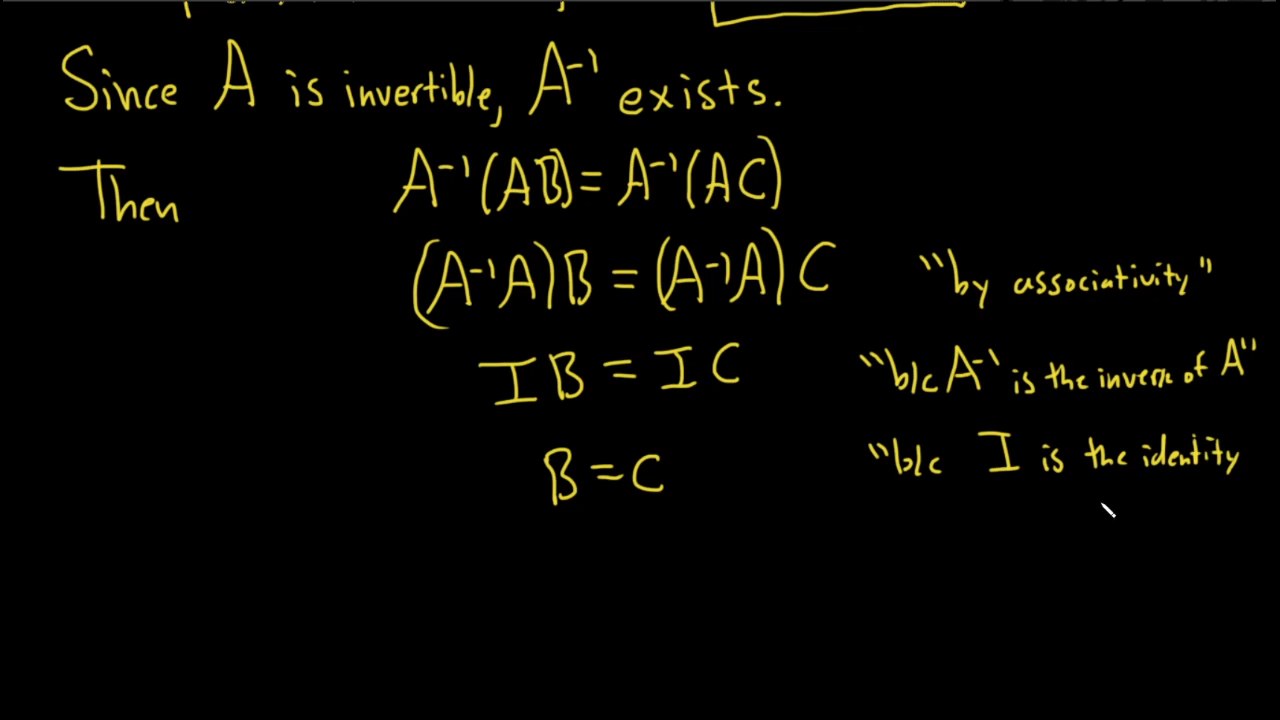 Since A is invertible, A⁻¹ exists.
Then A⁻¹(AB) = A⁻¹(AC)
(A⁻¹A)B = (A⁻¹A)C "by associativity"
IB = IC "b/c A⁻¹ is the inverse of A"
B = C "b/c I is the identity